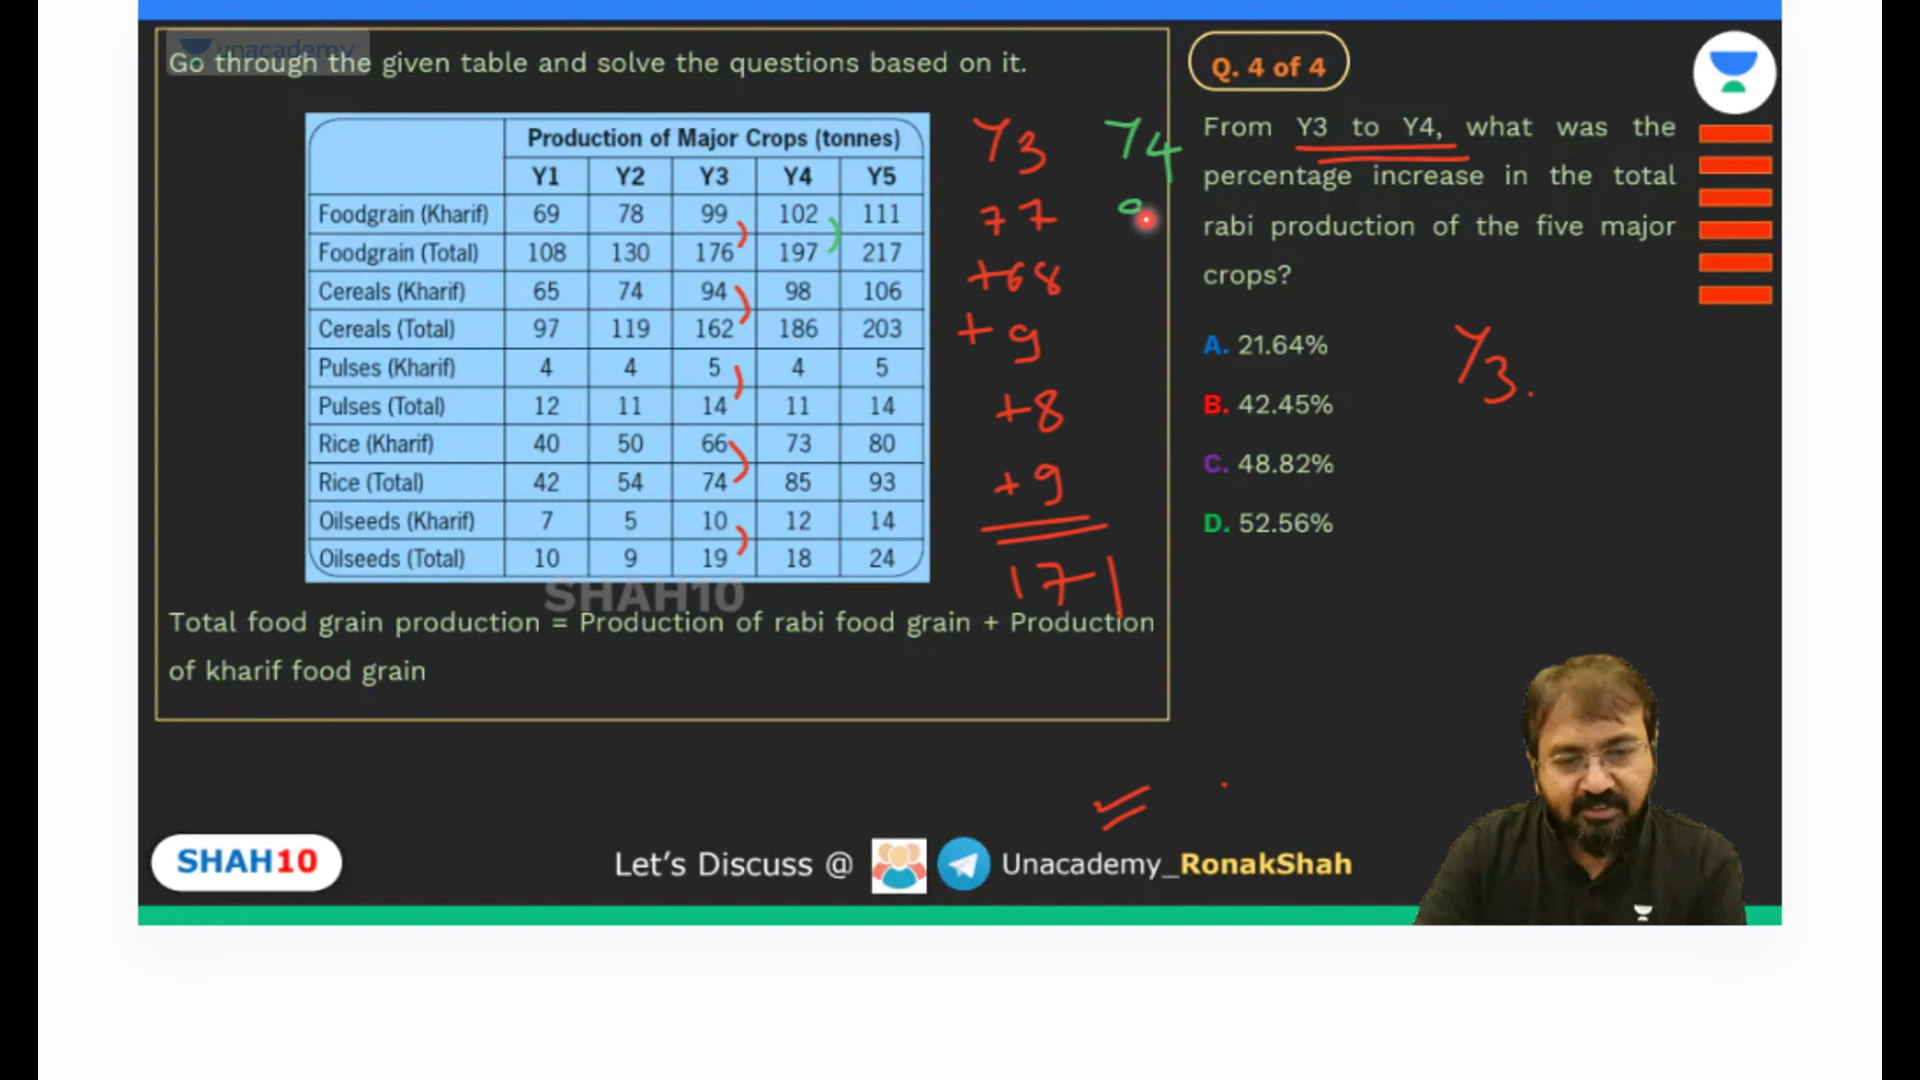 unacademy
Go through the given table and solve the questions based on it.
Production of Major Crops (tonnes)
Y1 Y2 Y3 Y4 Y5
Foodgrain (Kharif) 69 78 99 102 111
Foodgrain (Total) 108 130 176 197 217
Cereals (Kharif) 65 74 94 98 106
Cereals (Total) 97 119 162 186 203
Pulses (Kharif) 4 4 5 4 5
Pulses (Total) 12 11 14 11 14
Rice (Kharif) 40 50 66 73 80
Rice (Total) 42 54 74 85 93
Oilseeds (Kharif) 7 5 10 12 14
Oilseeds (Total) 10 9 19 18 24
SHAH10
Total food grain production = Production of rabi food grain + Production
of kharif food grain
Y3 Y4
77
+68
+9
+8
+9
171
Q. 4 of 4
From Y3 to Y4, what was the
percentage increase in the total
rabi production of the five major
crops?
A. 21.64%
B. 42.45%
C. 48.82%
D. 52.56%
Y3.
SHAH10
Let's Discuss @ Unacademy_RonakShah